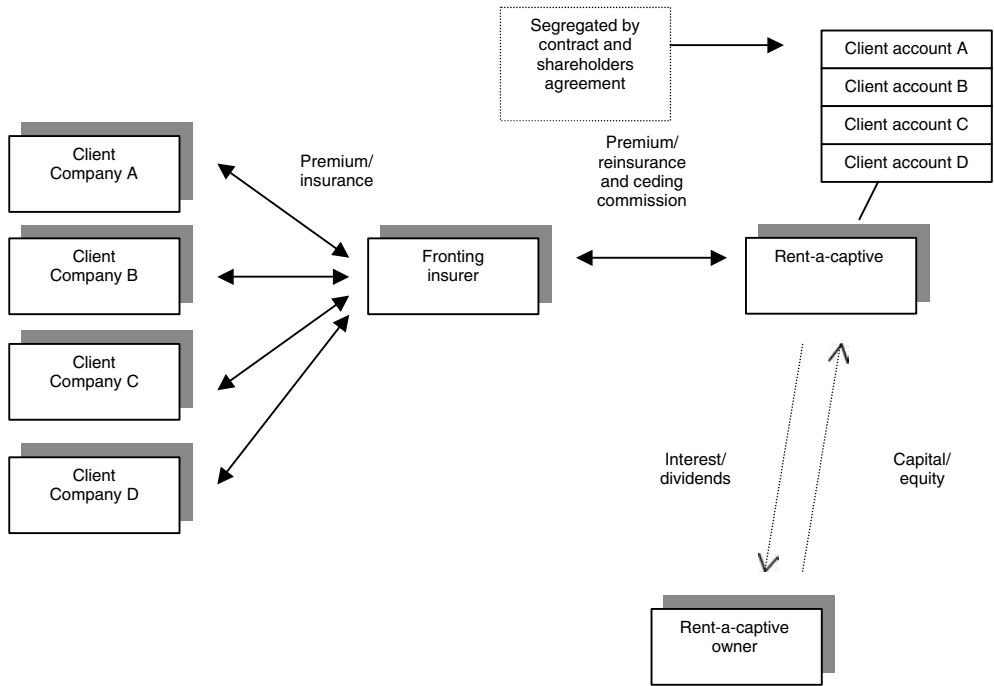 Segregated by
contract and
shareholders
agreement
Client account A
Client account B
Client account C
Client account D
Client
Company A
Premium/
insurance
Premium/
reinsurance
and ceding
commission
Client
Company B
Fronting
insurer
Rent-a-captive
Client
Company C
Client
Company D
Interest/
dividends
Capital/
equity
Rent-a-captive
owner